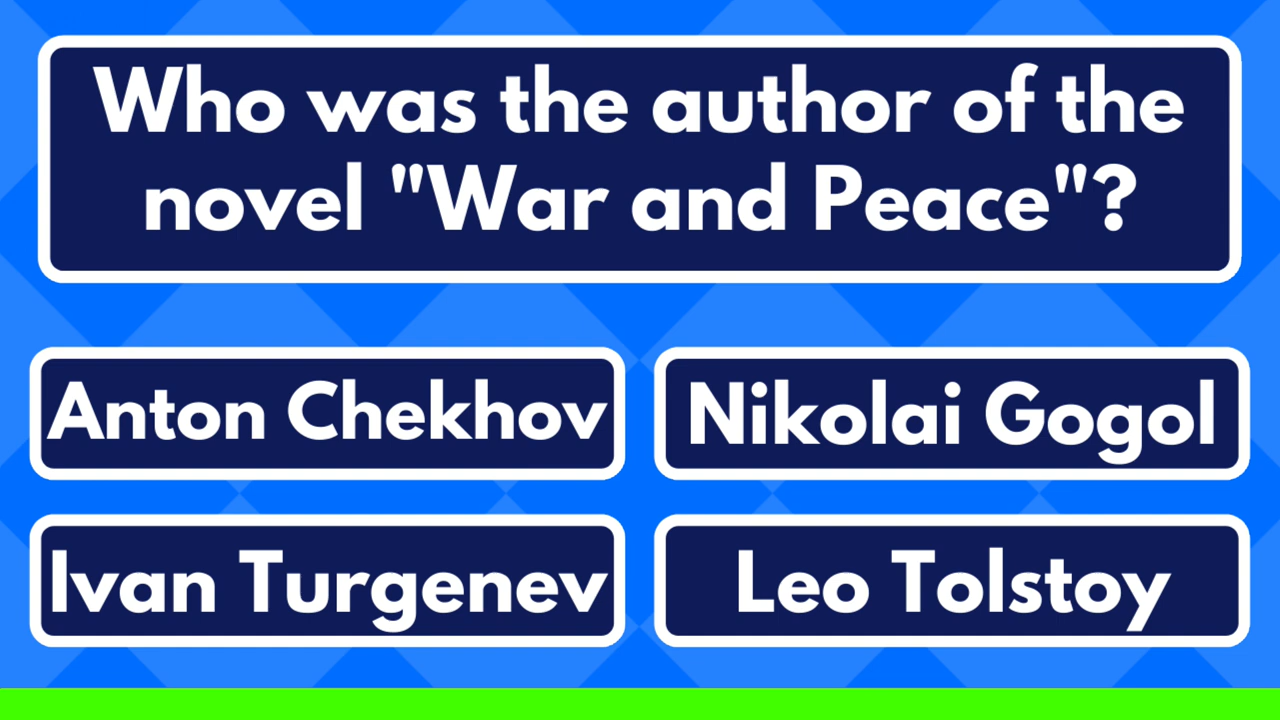 Who was the author of the
novel "War and Peace"?
Anton Chekhov
Nikolai Gogol
Ivan Turgenev
Leo Tolstoy